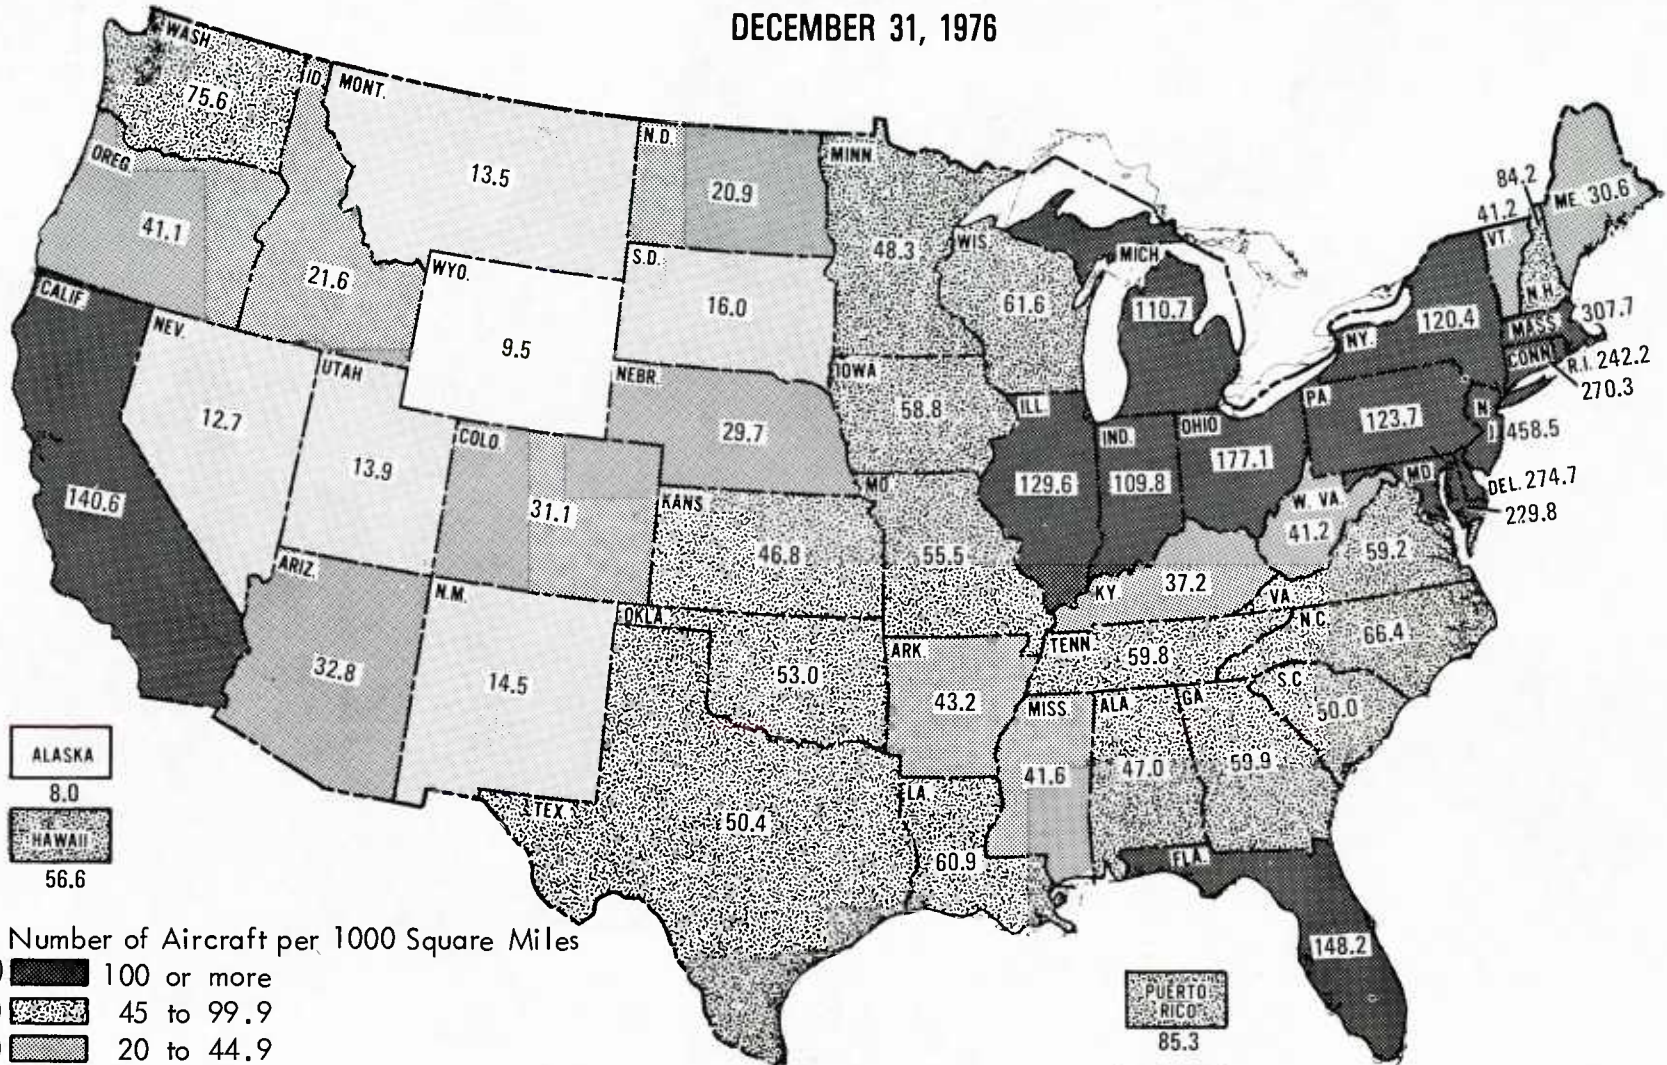 DECEMBER 31, 1976
WASH.
75.6
ID.
MONT.
13.5
N.D.
20.9
MINN.
48.3
OREG.
41.1
21.6
WYO.
9.5
S.D.
16.0
WIS.
61.6
MICH.
110.7
84.2
41.2
VT.
ME. 30.6
N.H.
MASS.
307.7
CONN.
R.I. 242.2
270.3
NY.
120.4
CALIF.
140.6
NEV.
12.7
UTAH
13.9
NEBR.
29.7
IOWA
58.8
ILL.
129.6
IND.
109.8
OHIO
177.1
PA.
123.7
N.
J. 458.5
MD.
DEL. 274.7
229.8
COLO.
31.1
KANS.
46.8
MO.
55.5
W. VA.
41.2
59.2
KY.
37.2
VA.
ARIZ.
32.8
N.M.
14.5
OKLA.
53.0
ARK.
43.2
TENN.
59.8
N.C.
66.4
S.C.
50.0
MISS.
41.6
ALA.
47.0
GA.
59.9
TEX.
50.4
LA.
60.9
FLA.
148.2
ALASKA
8.0
HAWAII
56.6
PUERTO
RICO
85.3
Number of Aircraft per 1000 Square Miles
100 or more
45 to 99.9
20 to 44.9